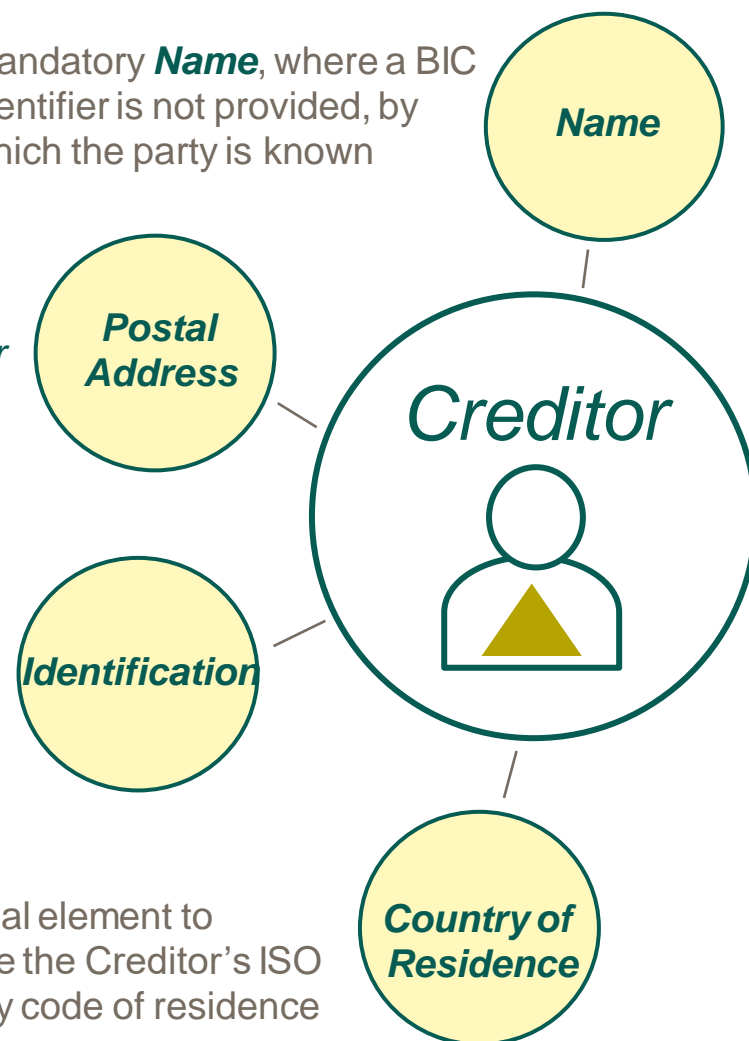 andatory Name, where a BIC
entifier is not provided, by
hich the party is known
Name
Postal
Address
r
Creditor
Identification
al element to
e the Creditor's ISO
y code of residence
Country of
Residence